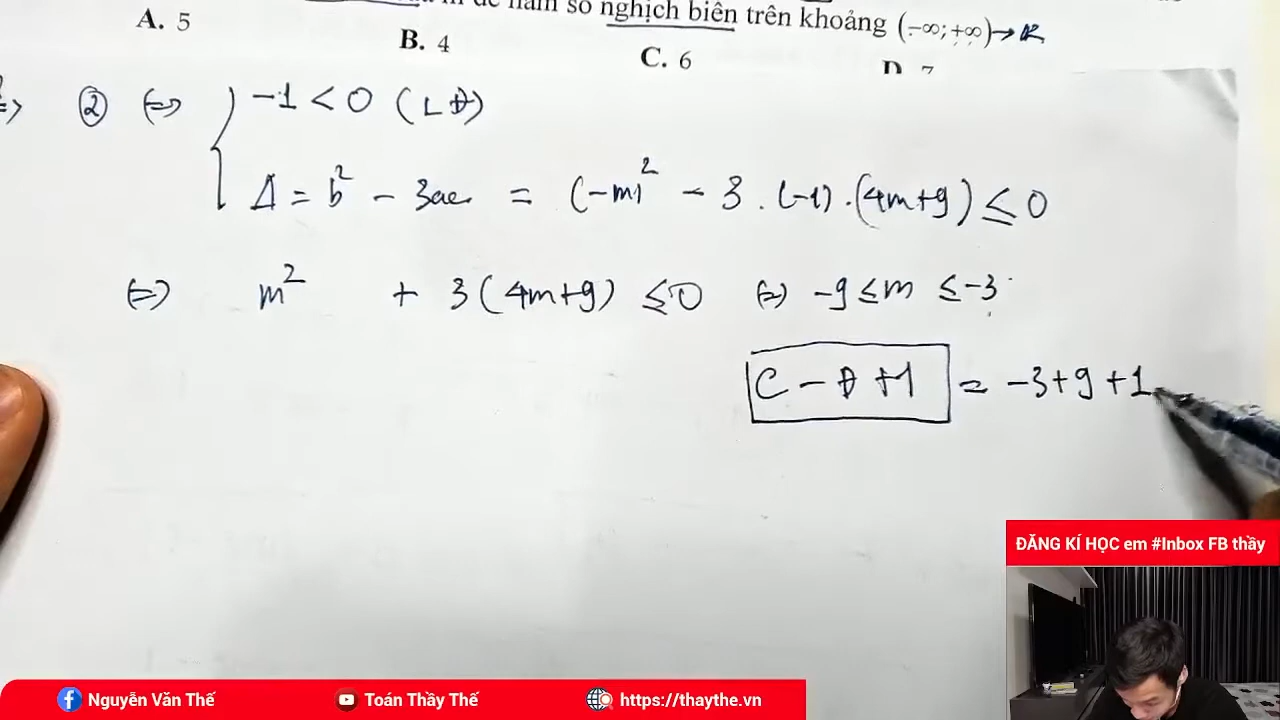 nghịch biên trên khoảng (−∞; +∞) → R
A. 5
B. 4
C. 6
② ⇔ { −1 < 0 (LĐ)
Δ = b² − 3ac = (−m)² − 3 . (−1) . (4m+9) ≤ 0
⇔ m² + 3(4m+9) ≤ 0 ⇔ −9 ≤ m ≤ −3
C − Đ + 1 = −3 + 9 + 1
ĐĂNG KÍ HỌC em #Inbox FB thầy
Nguyễn Văn Thế Toán Thầy Thế https://thaythe.vn